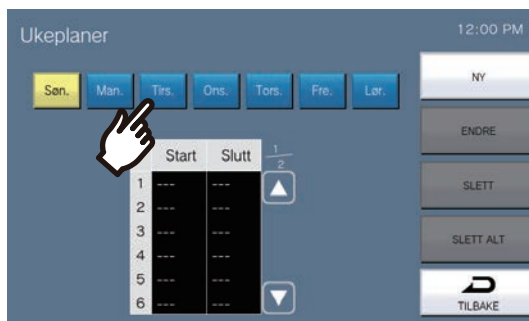 Ukeplaner
12:00 PM
Søn. Man. Tirs. Ons. Tors. Fre. Lør.
NY
ENDRE
SLETT
SLETT ALT
TILBAKE
Start Slutt 1/2
1 --- ---
2 --- ---
3 --- ---
4 --- ---
5 --- ---
6 --- ---